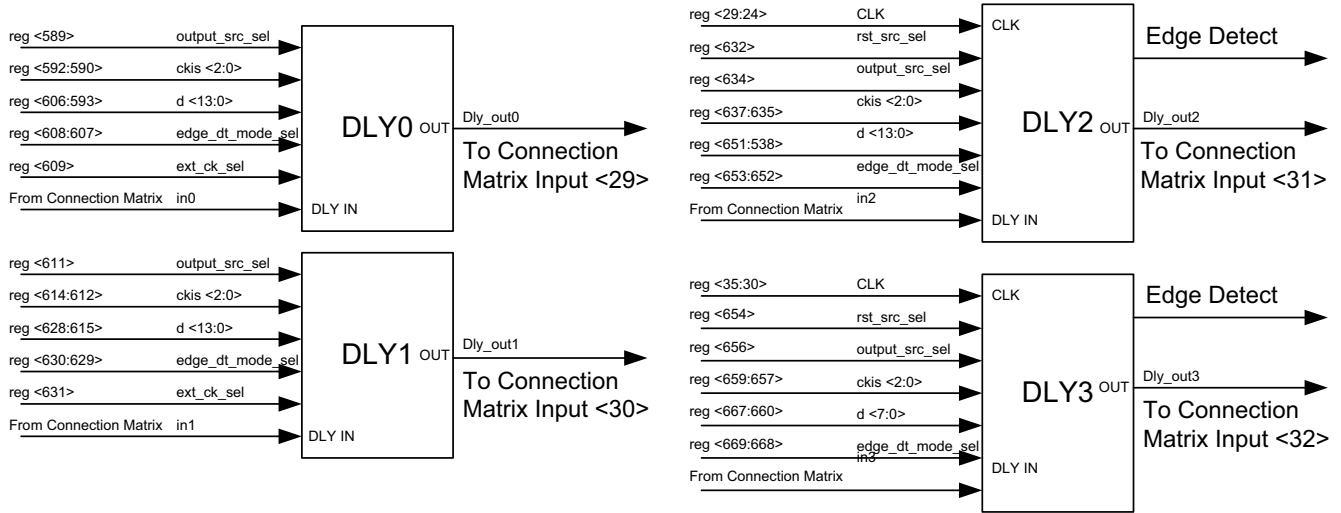 reg <589> output_src_sel
reg <592:590> ckis <2:0>
reg <606:593> d <13:0>
reg <608:607> edge_dt_mode_sel
reg <609> ext_ck_sel
From Connection Matrix in0
DLY IN
DLY0
OUT
Dly_out0
To Connection
Matrix Input <29>
reg <611> output_src_sel
reg <614:612> ckis <2:0>
reg <628:615> d <13:0>
reg <630:629> edge_dt_mode_sel
reg <631> ext_ck_sel
From Connection Matrix in1
DLY IN
DLY1
OUT
Dly_out1
To Connection
Matrix Input <30>
reg <29:24> CLK
reg <632> rst_src_sel
reg <634> output_src_sel
reg <637:635> ckis <2:0>
reg <651:538> d <13:0>
reg <653:652> edge_dt_mode_sel
From Connection Matrix in2
CLK
DLY IN
DLY2
OUT
Edge Detect
Dly_out2
To Connection
Matrix Input <31>
reg <35:30> CLK
reg <654> rst_src_sel
reg <656> output_src_sel
reg <659:657> ckis <2:0>
reg <667:660> d <7:0>
reg <669:668> edge_dt_mode_sel
From Connection Matrix in3
CLK
DLY IN
DLY3
OUT
Edge Detect
Dly_out3
To Connection
Matrix Input <32>